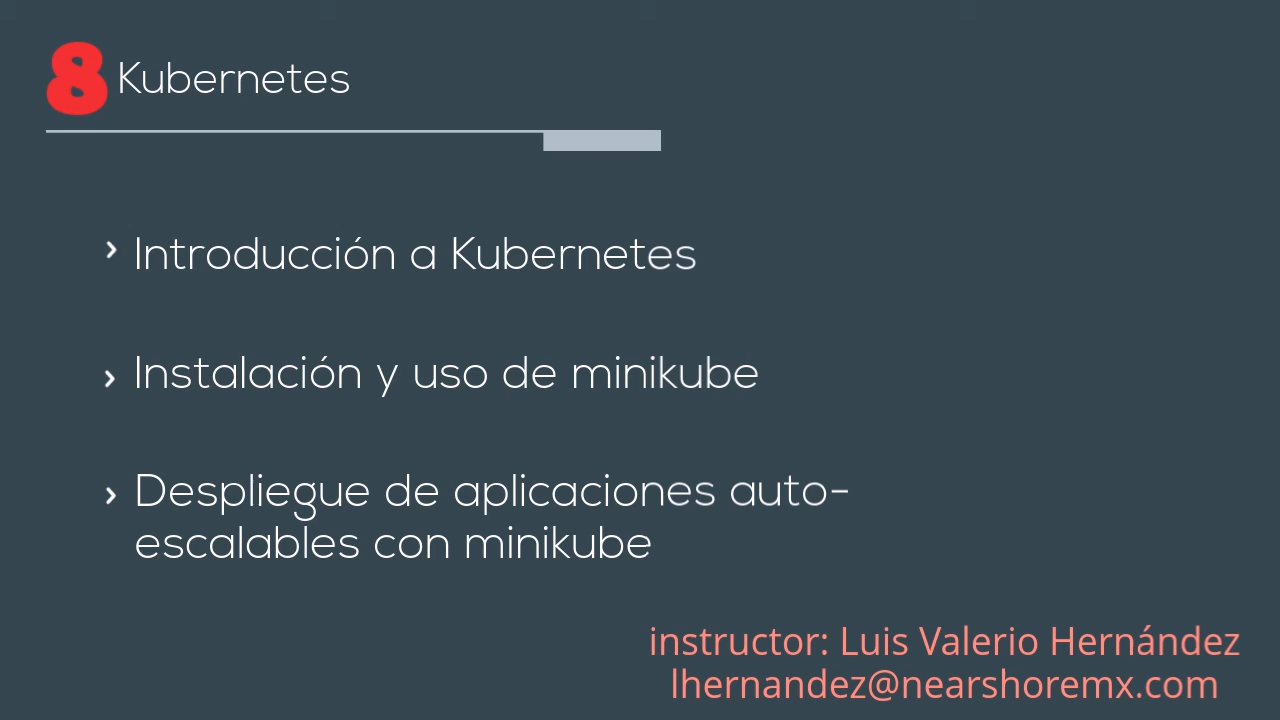 8 Kubernetes
› Introducción a Kubernetes
› Instalación y uso de minikube
› Despliegue de aplicaciones auto-
escalables con minikube
instructor: Luis Valerio Hernández
lhernandez@nearshoremx.com